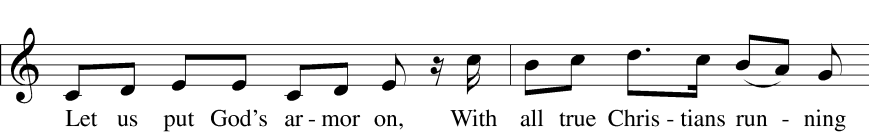 Let us put God's ar - mor on, With all true Chris - tians run - ning